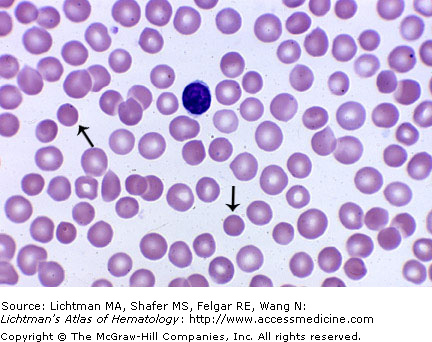 Source: Lichtman MA, Shafer MS, Felgar RE, Wang N:
Lichtman's Atlas of Hematology: http://www.accessmedicine.com
Copyright © The McGraw-Hill Companies, Inc. All rights reserved.